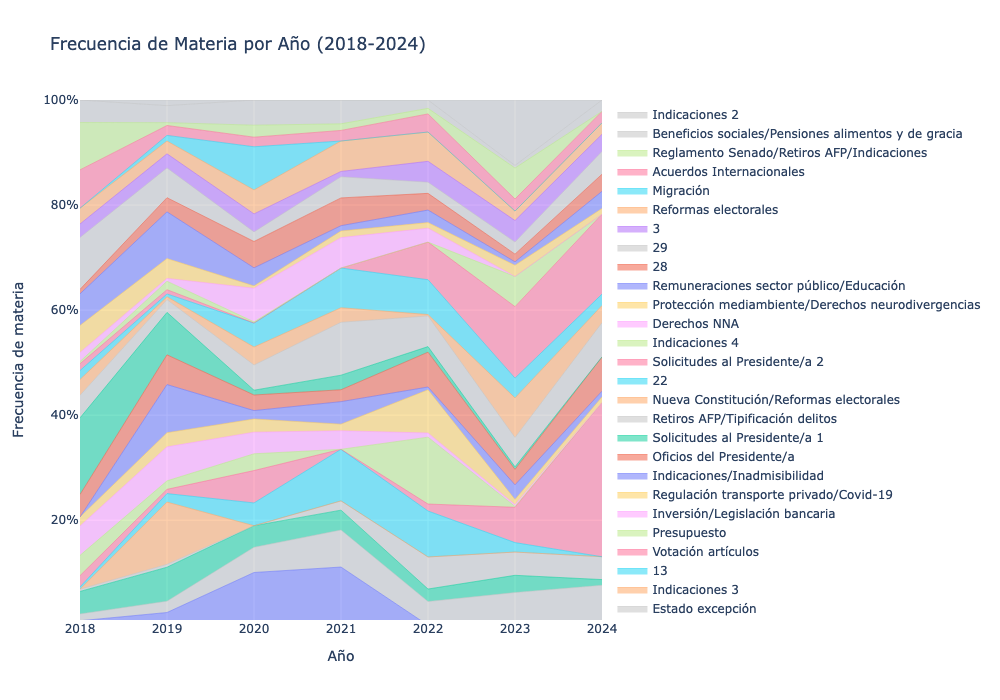 Frecuencia de Materia por Año (2018-2024)
100%
80%
60%
40%
20%
Frecuencia de materia
2018 2019 2020 2021 2022 2023 2024
Año
Indicaciones 2
Beneficios sociales/Pensiones alimentos y de gracia
Reglamento Senado/Retiros AFP/Indicaciones
Acuerdos Internacionales
Migración
Reformas electorales
3
29
28
Remuneraciones sector público/Educación
Protección mediambiente/Derechos neurodivergencias
Derechos NNA
Indicaciones 4
Solicitudes al Presidente/a 2
22
Nueva Constitución/Reformas electorales
Retiros AFP/Tipificación delitos
Solicitudes al Presidente/a 1
Oficios del Presidente/a
Indicaciones/Inadmisibilidad
Regulación transporte privado/Covid-19
Inversión/Legislación bancaria
Presupuesto
Votación artículos
13
Indicaciones 3
Estado excepción